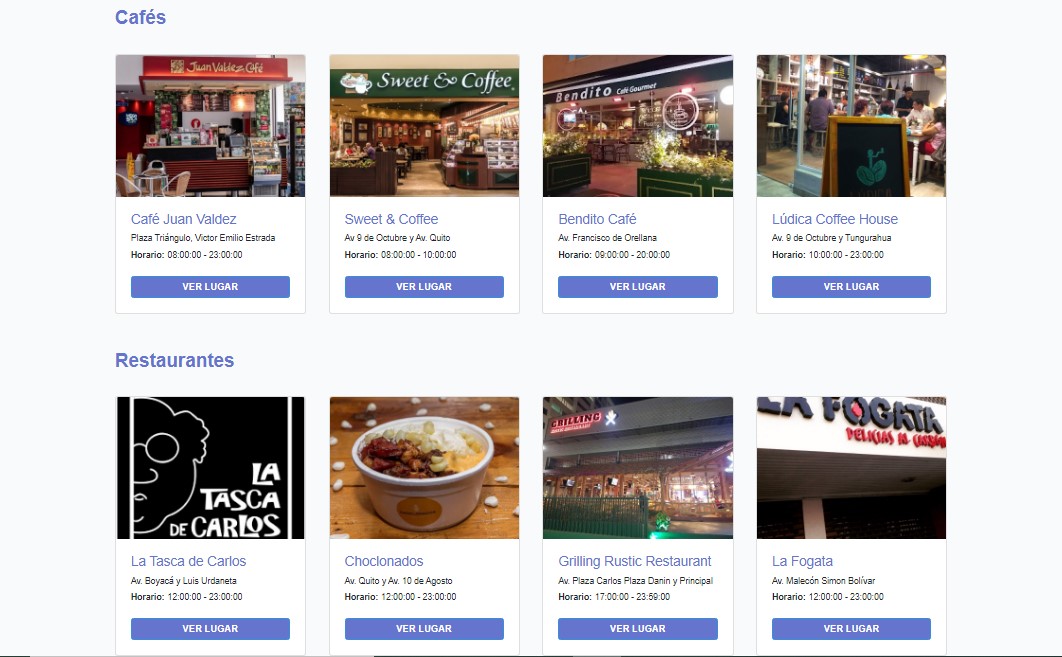 Cafés
Juan Valdez Café
Sweet & Coffee
Bendito Café Gourmet
LÚDICA
Café Juan Valdez
Plaza Triángulo, Victor Emilio Estrada
Horario: 08:00:00 - 23:00:00
VER LUGAR
Sweet & Coffee
Av 9 de Octubre y Av. Quito
Horario: 08:00:00 - 10:00:00
VER LUGAR
Bendito Café
Av. Francisco de Orellana
Horario: 09:00:00 - 20:00:00
VER LUGAR
Lúdica Coffee House
Av. 9 de Octubre y Tungurahua
Horario: 10:00:00 - 23:00:00
VER LUGAR
Restaurantes
LA
TASCA
DE CARLOS
GRILLING
LA FOGATA
DELICIAS AL CARBÓN
La Tasca de Carlos
Av. Boyacá y Luis Urdaneta
Horario: 12:00:00 - 23:00:00
VER LUGAR
Choclonados
Av. Quito y Av. 10 de Agosto
Horario: 12:00:00 - 23:00:00
VER LUGAR
Grilling Rustic Restaurant
Av. Plaza Carlos Plaza Danin y Principal
Horario: 17:00:00 - 23:59:00
VER LUGAR
La Fogata
Av. Malecón Simon Bolívar
Horario: 12:00:00 - 23:00:00
VER LUGAR